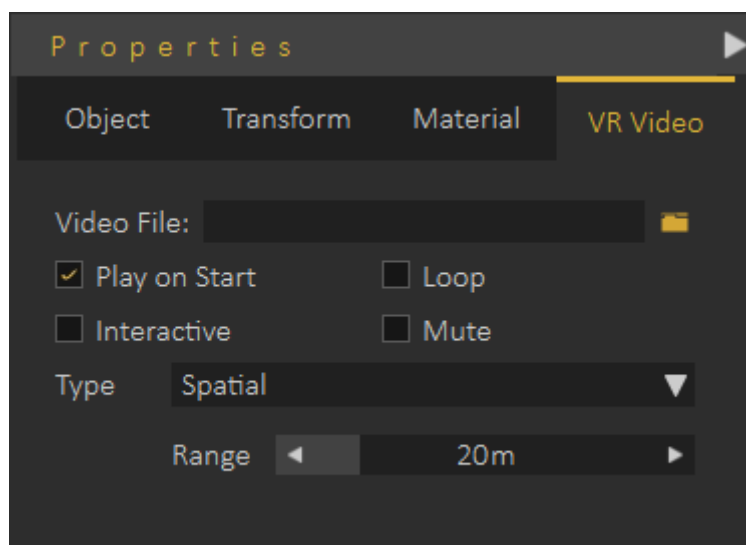 Properties
Object Transform Material VR Video
Video File:
Play on Start Loop
Interactive Mute
Type Spatial
Range 20m